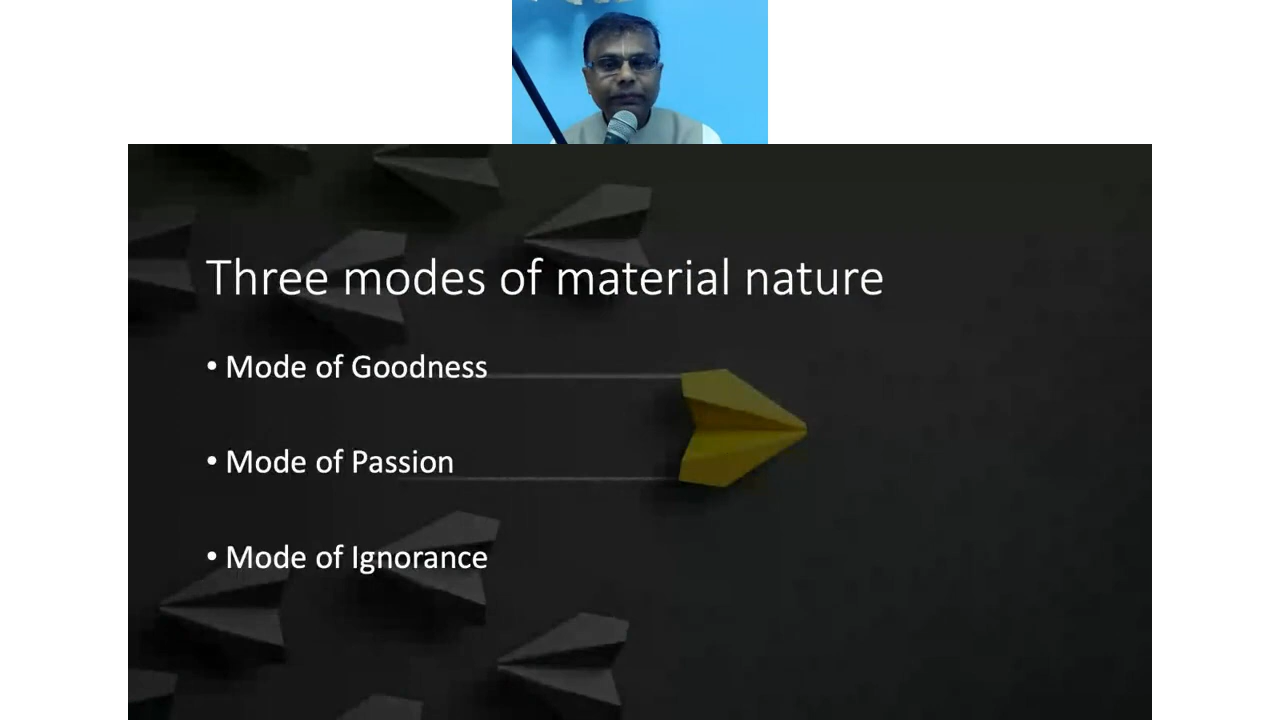 Three modes of material nature
• Mode of Goodness
• Mode of Passion
• Mode of Ignorance